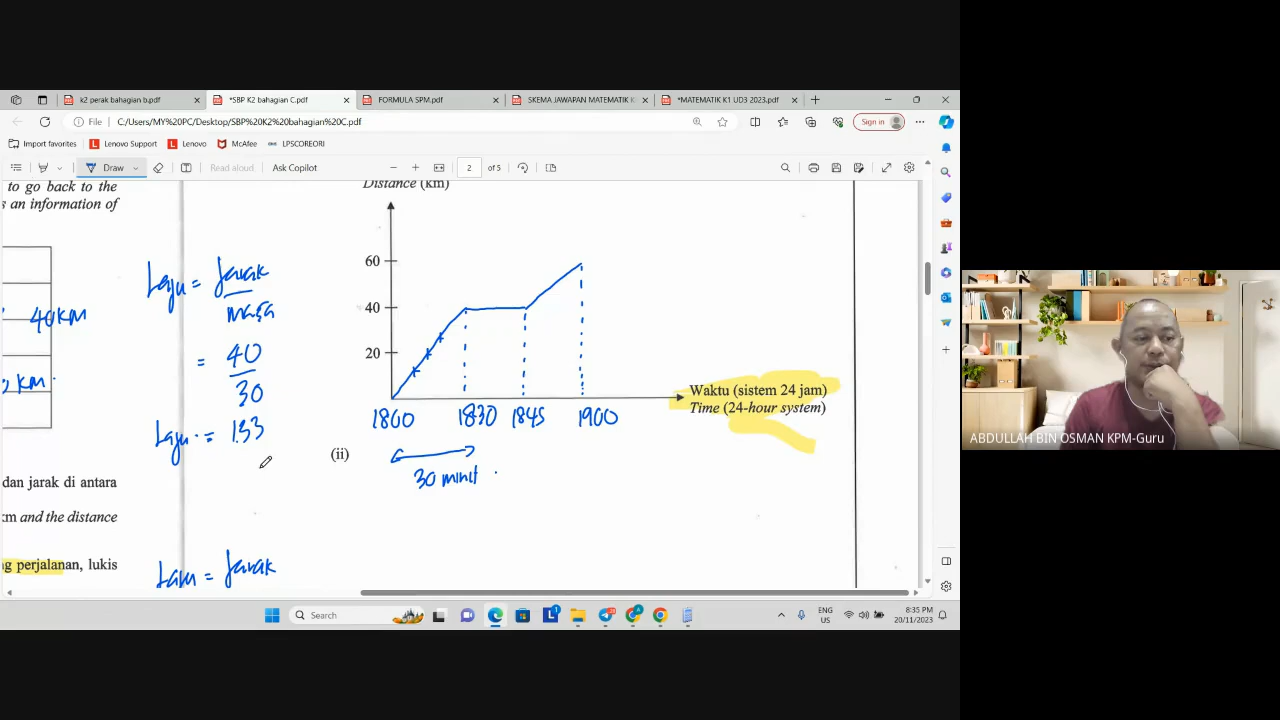 k2 perak bahagian b.pdf
*SBP K2 bahagian C.pdf
FORMULA SPM.pdf
SKEMA JAWAPAN MATEMATIK K
*MATEMATIK K1 UD3 2023.pdf
File
C:/Users/MY%20PC/Desktop/SBP%20K2%20bahagian%20C.pdf
Sign in
Import favorites
Lenovo Support
Lenovo
McAfee
LPSCOREORI
Draw
Read aloud
Ask Copilot
2 of 5
to go back to the
s an information of
40KM
km
dan jarak di antara
km and the distance
ng perjalanan, lukis
Laju = Jarak
masa
= 40
30
Laju = 1.33
Laju = Jarak
Distance (km)
60
40
20
1800 1830 1845 1900
Waktu (sistem 24 jam)
Time (24-hour system)
(ii)
30 minit
ABDULLAH BIN OSMAN KPM-Guru
Search
ENG
US
8:35 PM
20/11/2023